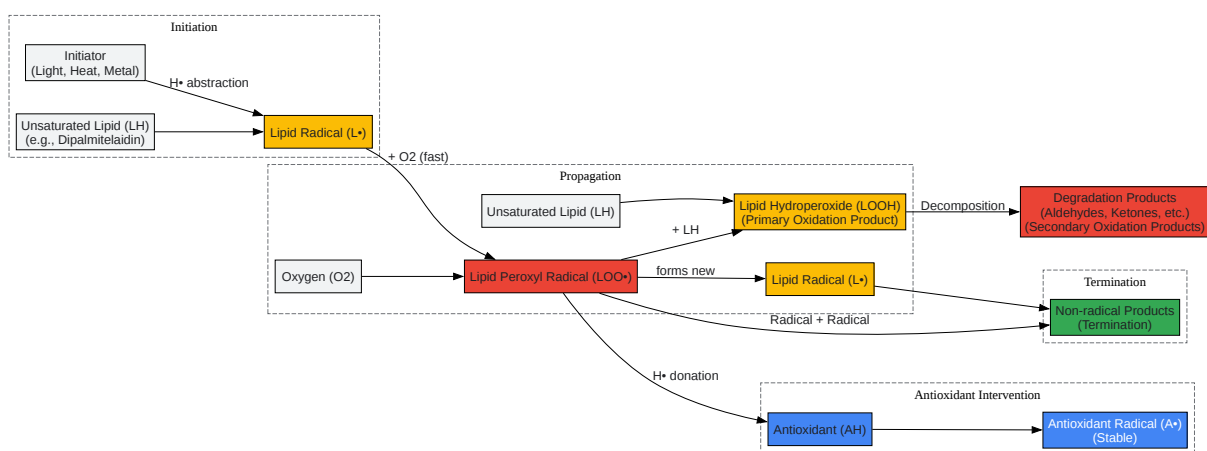 Initiation
Initiator
(Light, Heat, Metal)
H• abstraction
Unsaturated Lipid (LH)
(e.g., Dipalmitelaidin)
Lipid Radical (L•)
+ O2 (fast)
Propagation
Unsaturated Lipid (LH)
Lipid Hydroperoxide (LOOH)
(Primary Oxidation Product)
Decomposition
Degradation Products
(Aldehydes, Ketones, etc.)
(Secondary Oxidation Products)
+ LH
Oxygen (O2)
Lipid Peroxyl Radical (LOO•)
forms new
Lipid Radical (L•)
Termination
Non-radical Products
(Termination)
Radical + Radical
H• donation
Antioxidant Intervention
Antioxidant (AH)
Antioxidant Radical (A•)
(Stable)